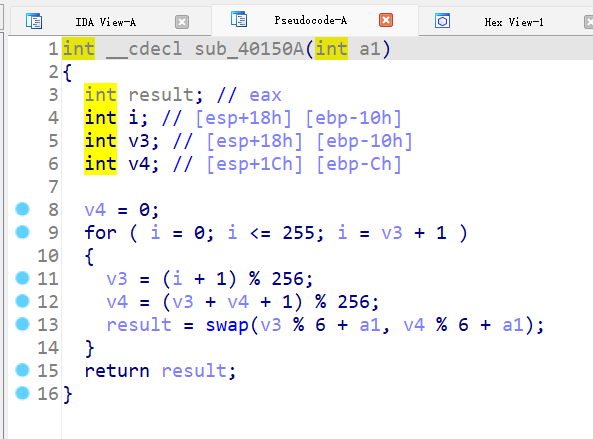 IDA View-A Pseudocode-A Hex View-1
1 int __cdecl sub_40150A(int a1)
2 {
3   int result; // eax
4   int i; // [esp+18h] [ebp-10h]
5   int v3; // [esp+18h] [ebp-10h]
6   int v4; // [esp+1Ch] [ebp-Ch]
7
8   v4 = 0;
9   for ( i = 0; i <= 255; i = v3 + 1 )
10   {
11     v3 = (i + 1) % 256;
12     v4 = (v3 + v4 + 1) % 256;
13     result = swap(v3 % 6 + a1, v4 % 6 + a1);
14   }
15   return result;
16 }